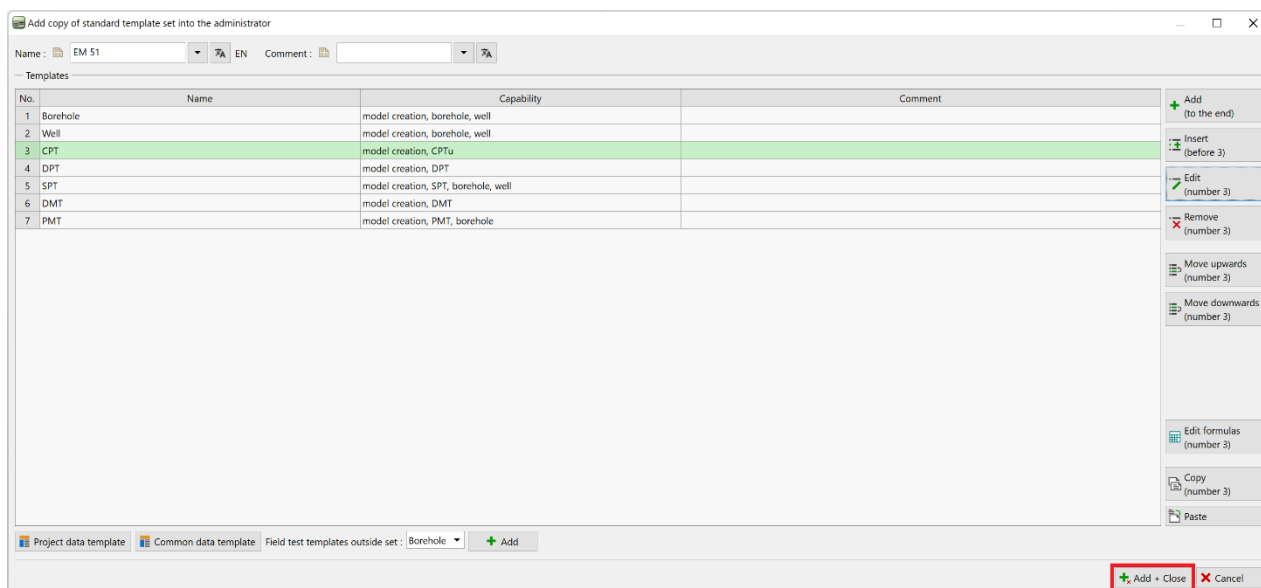 Add copy of standard template set into the administrator
Name : EM 51 EN Comment :
Templates
No. Name Capability Comment
1 Borehole model creation, borehole, well
2 Well model creation, borehole, well
3 CPT model creation, CPTu
4 DPT model creation, DPT
5 SPT model creation, SPT, borehole, well
6 DMT model creation, DMT
7 PMT model creation, PMT, borehole
Add
(to the end)
Insert
(before 3)
Edit
(number 3)
Remove
(number 3)
Move upwards
(number 3)
Move downwards
(number 3)
Edit formulas
(number 3)
Copy
(number 3)
Paste
Project data template Common data template Field test templates outside set : Borehole Add
Add + Close Cancel